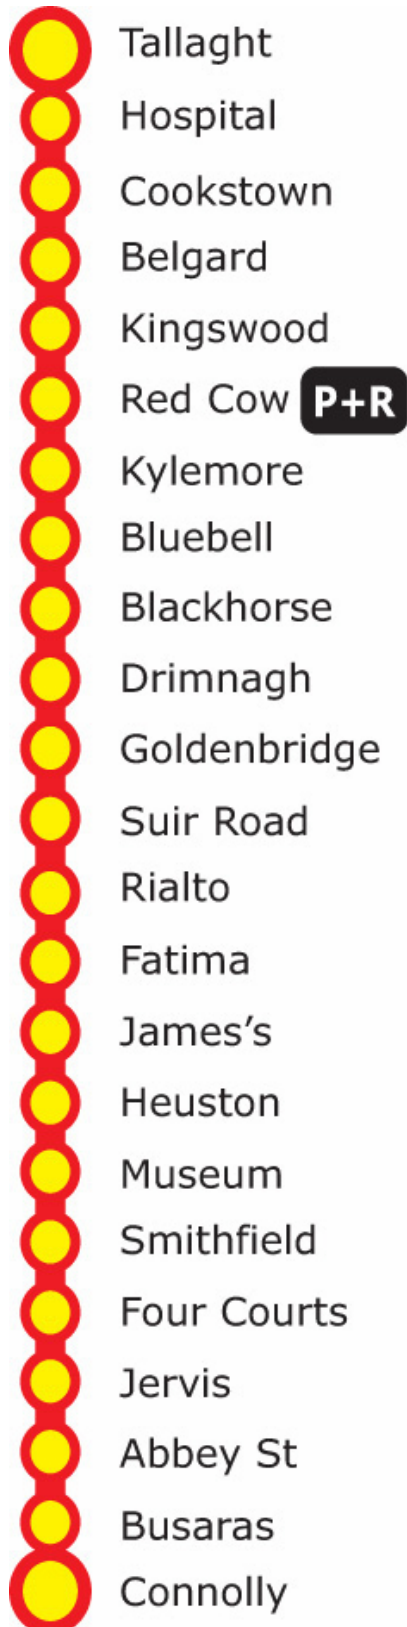 Tallaght
Hospital
Cookstown
Belgard
Kingswood
Red Cow P+R
Kylemore
Bluebell
Blackhorse
Drimnagh
Goldenbridge
Suir Road
Rialto
Fatima
James’s
Heuston
Museum
Smithfield
Four Courts
Jervis
Abbey St
Busaras
Connolly